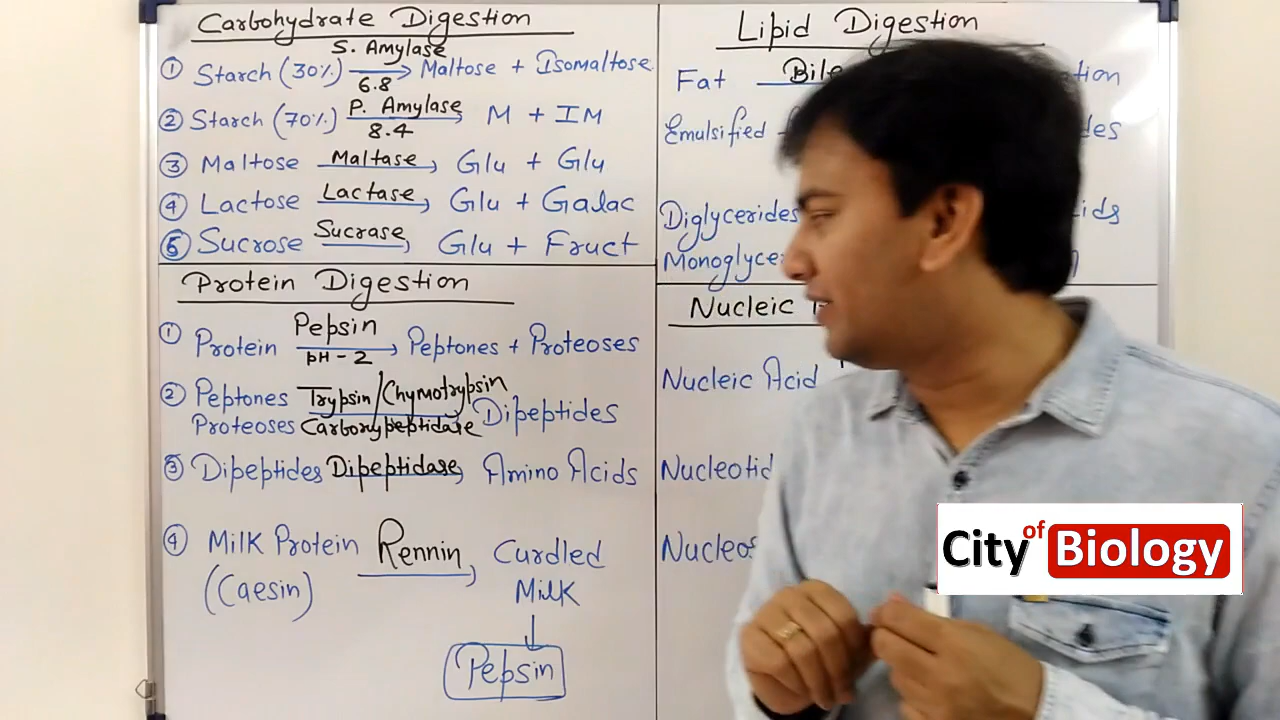 Carbohydrate Digestion
S. Amylase
① Starch (30%) → Maltose + Isomaltose
6.8
P. Amylase
② Starch (70%) → M + IM
8.4
③ Maltose Maltase → Glu + Glu
④ Lactose Lactase → Glu + Galac
⑤ Sucrose Sucrase → Glu + Fruct
Protein Digestion
Pepsin
① Protein → Peptones + Proteoses
pH-2
② Peptones Trypsin/Chymotrypsin
Proteoses Carboxypeptidase → Dipeptides
③ Dipeptides Dipeptidase → Amino Acids
④ Milk Protein Rennin → Curdled
(Caesin) Milk
↓
Pepsin
Lipid Digestion
Fat Bile
Emulsified
Diglycerides
Nucleic
Nucleic Acid
City of Biology